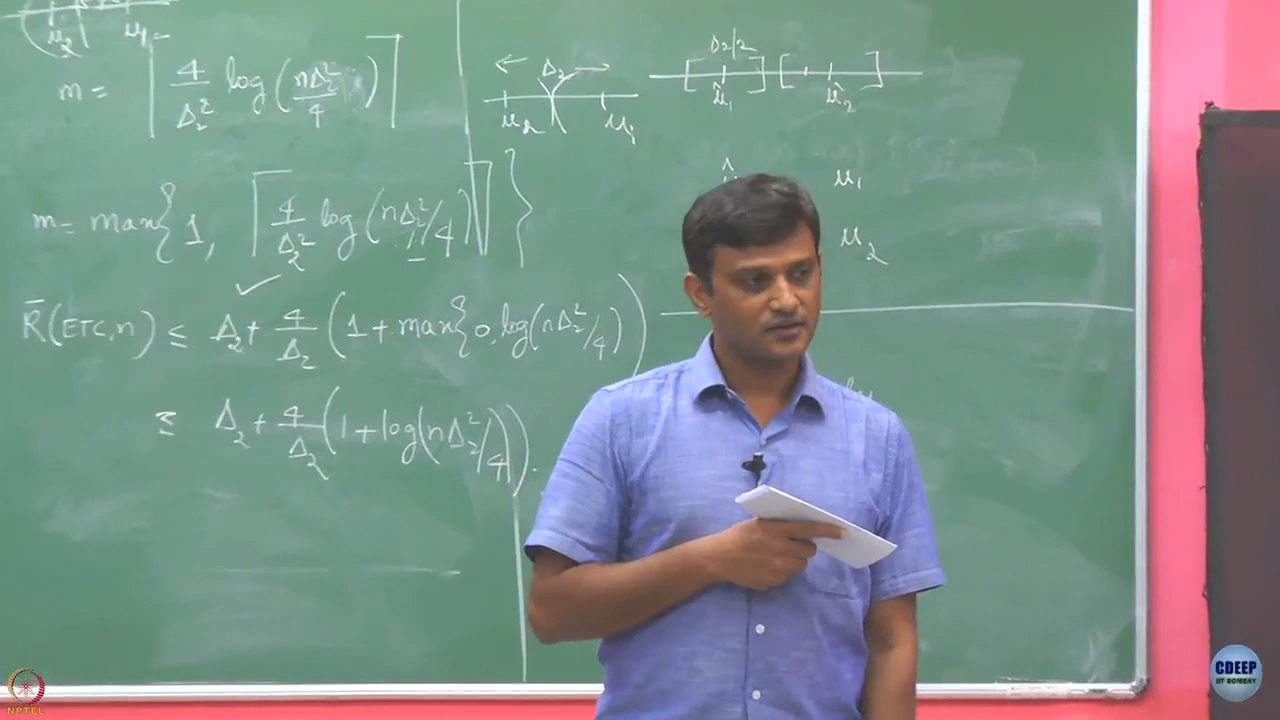 μ₂ μ₁
m = ⌈ 4/Δ₂² log(nΔ₂²/4) ⌉
m = max{1, ⌈ 4/Δ₂² log(nΔ₂²/4) ⌉}
R̄(ETC,n) ≤ Δ₂ + 4/Δ₂ (1 + max{0, log(nΔ₂²/4)})
≤ Δ₂ + 4/Δ₂ (1 + log(nΔ₂²/4)).
Δ₂
μ₂ μ₁
Δ₂/2
μ̂₁ μ̂₂
μ₁
μ₂
NPTEL
CDEEP
IIT BOMBAY